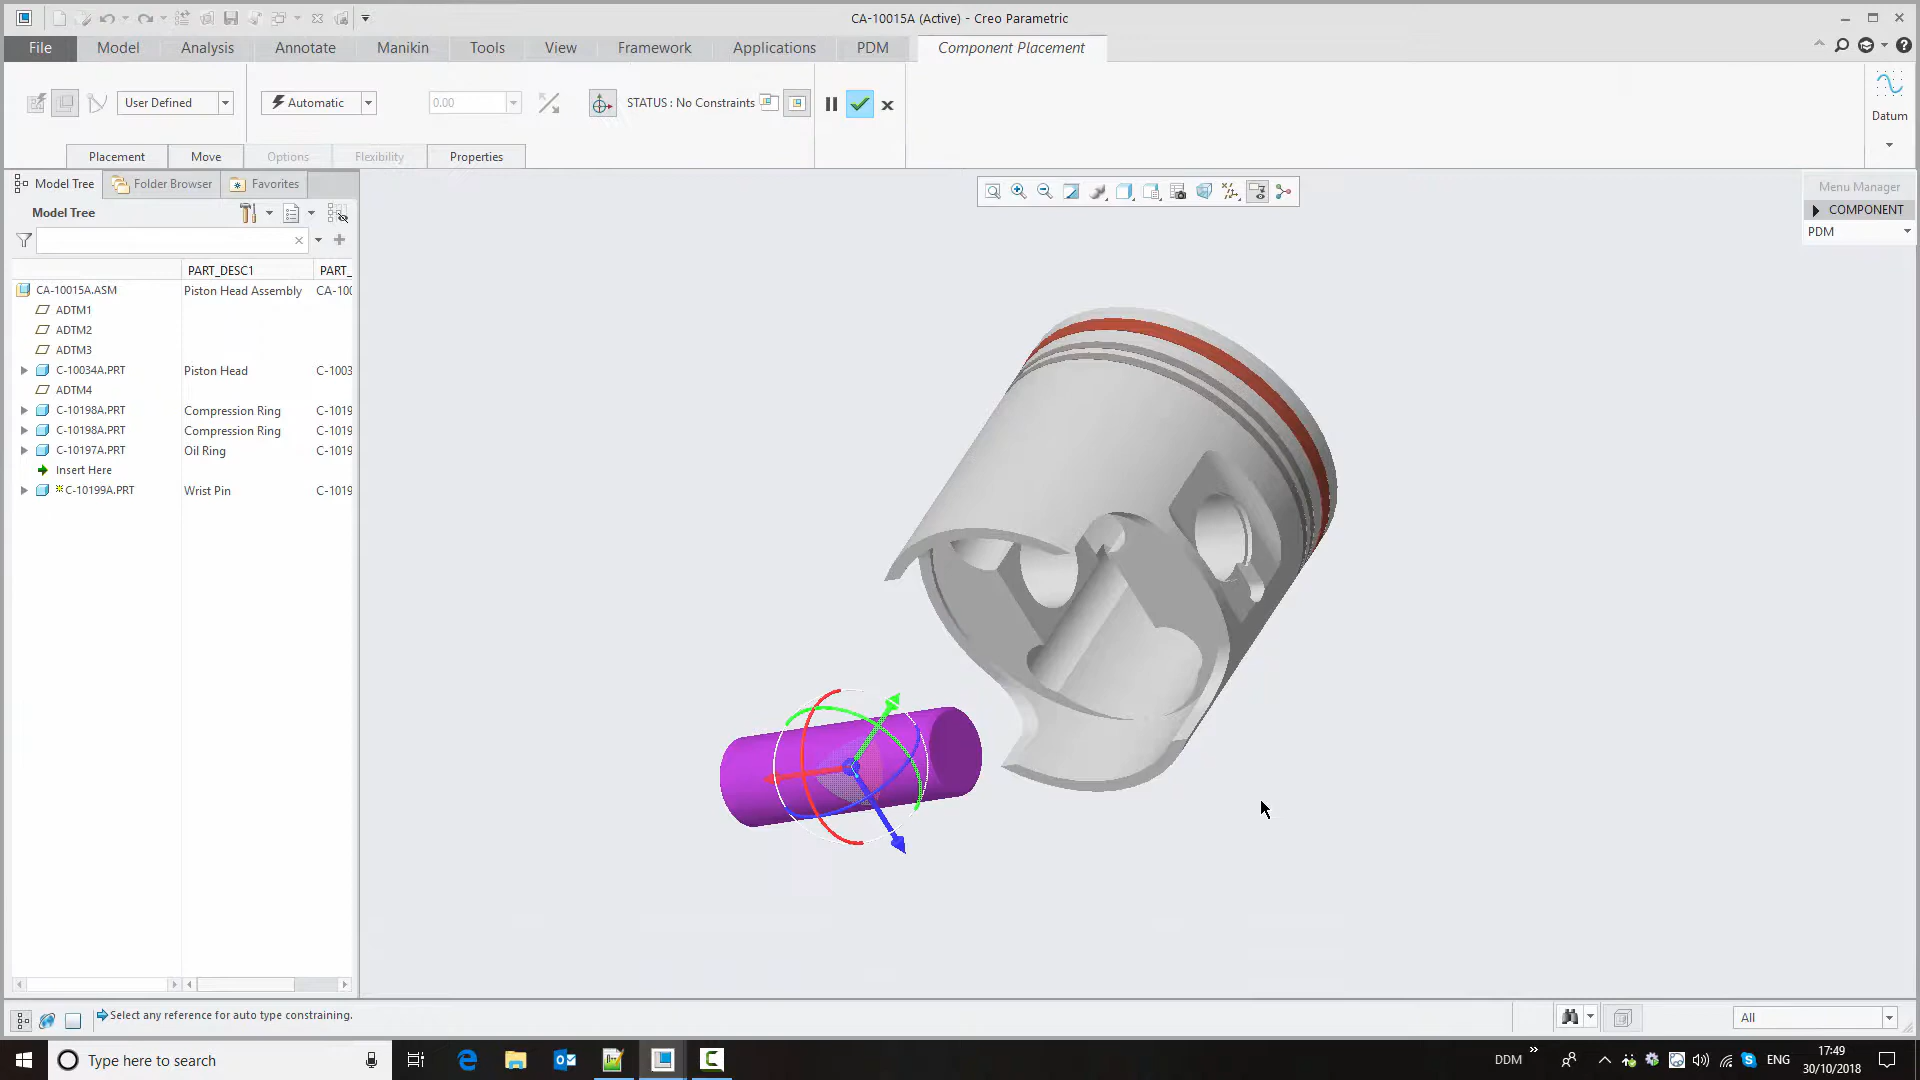 CA-10015A (Active) - Creo Parametric
File Model Analysis Annotate Manikin Tools View Framework Applications PDM Component Placement
User Defined Automatic 0.00 STATUS : No Constraints
Datum
Placement Move Options Flexibility Properties
Model Tree Folder Browser Favorites
Menu Manager
COMPONENT
PDM
Model Tree
PART_DESC1 PART_
CA-10015A.ASM Piston Head Assembly CA-100
ADTM1
ADTM2
ADTM3
C-10034A.PRT Piston Head C-1003
ADTM4
C-10198A.PRT Compression Ring C-1019
C-10198A.PRT Compression Ring C-1019
C-10197A.PRT Oil Ring C-1019
Insert Here
C-10199A.PRT Wrist Pin C-1019
Select any reference for auto type constraining.
All
Type here to search
DDM
ENG
17:49
30/10/2018